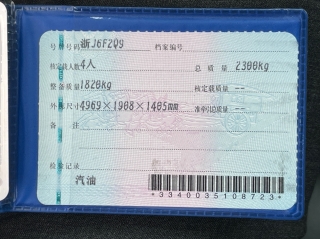 号牌号码 浙J6F2Q9 档案编号
核定载人数 4人 总质量 2300kg
整备质量 1820kg 核定载质量 --
外廓尺寸 4969×1908×1405mm 准牵引总质量 --
备注
检验记录
汽油
*3340035108723*